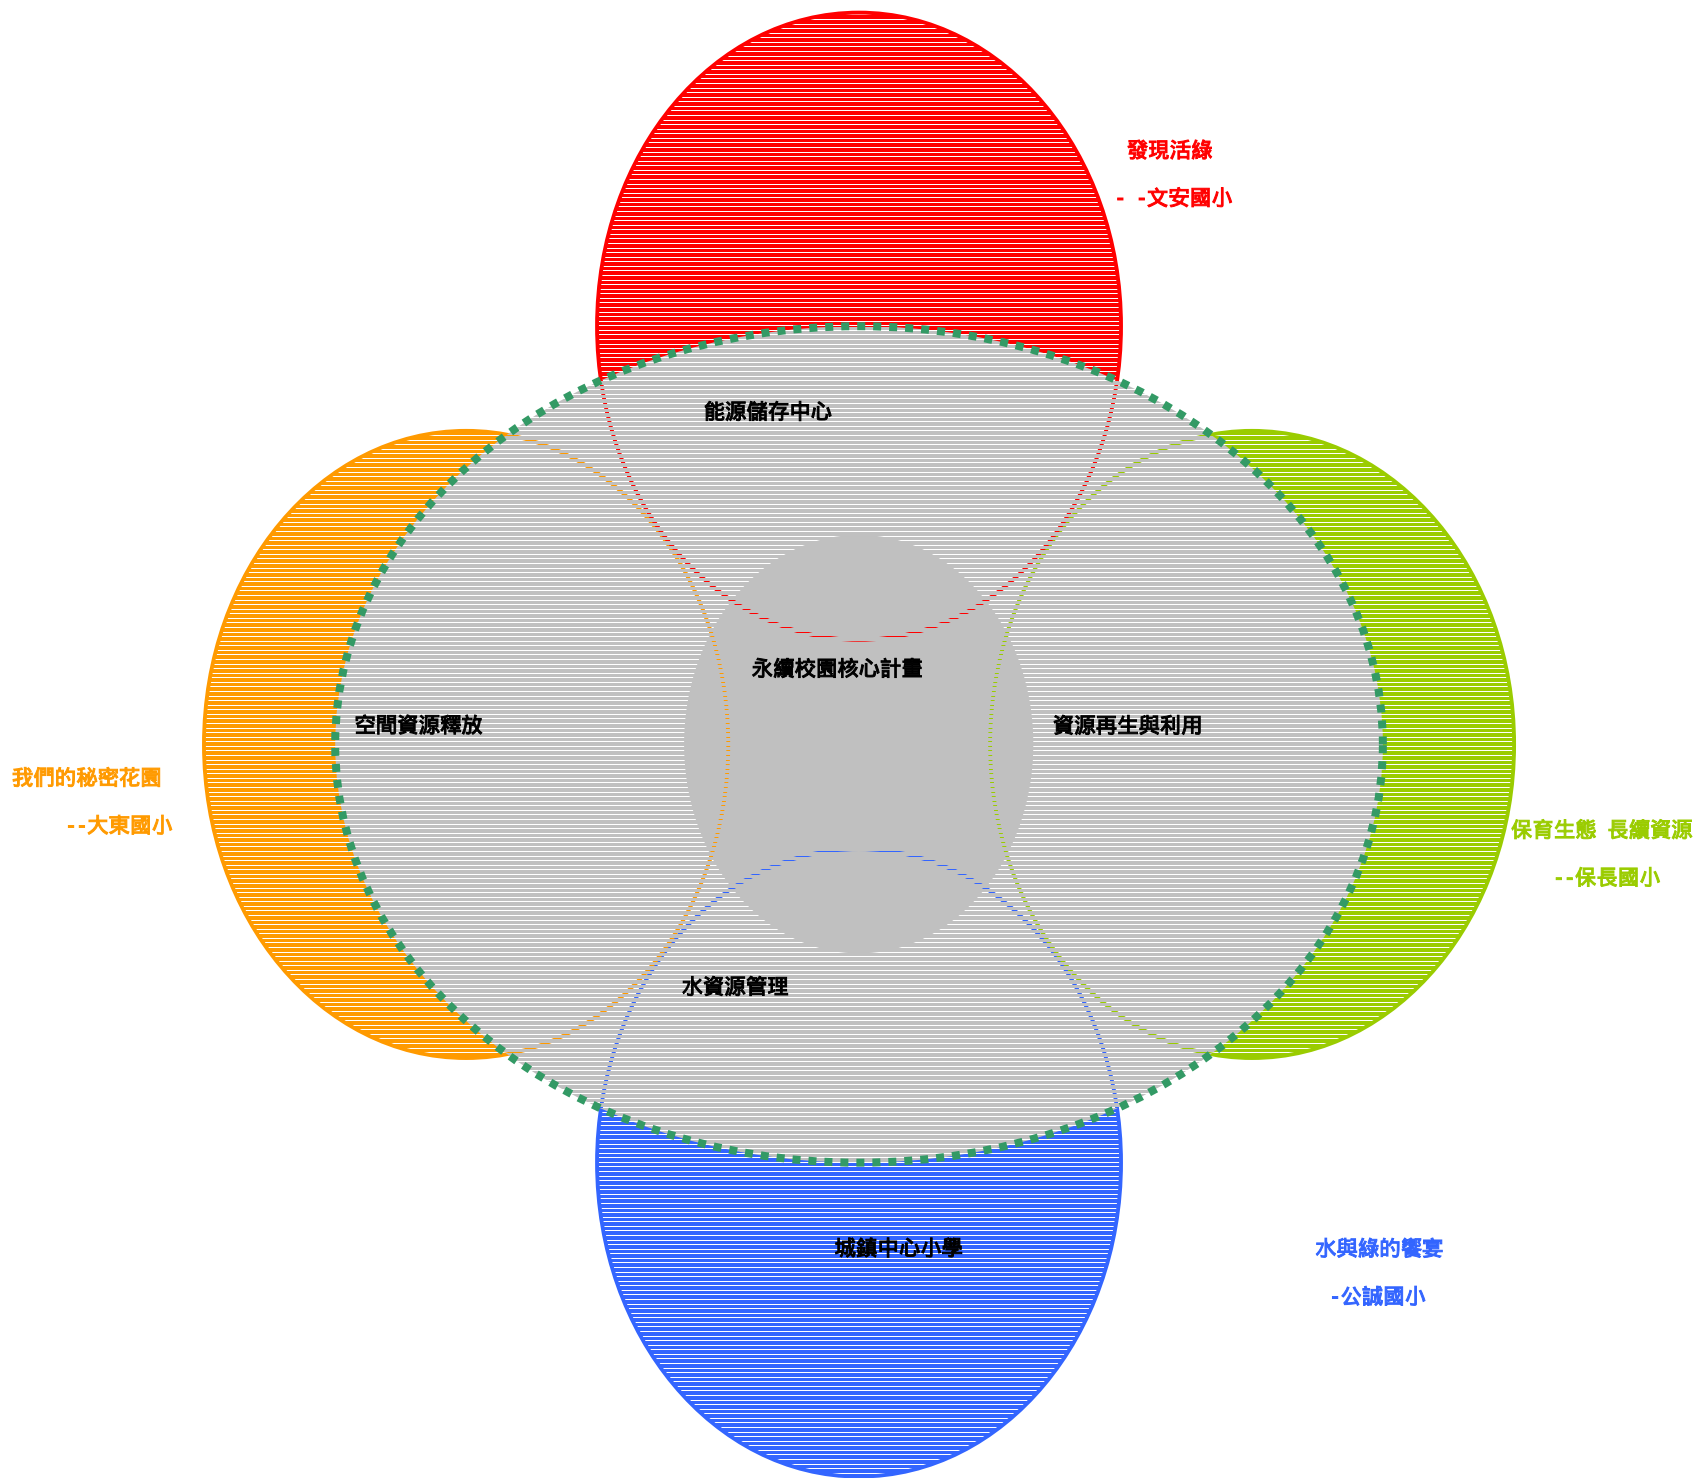 發現活綠
- -文安國小
能源儲存中心
永續校園核心計畫
空間資源釋放
資源再生與利用
我們的秘密花園
--大東國小
保育生態 長續資源
--保長國小
水資源管理
城鎮中心小學
水與綠的饗宴
-公誠國小